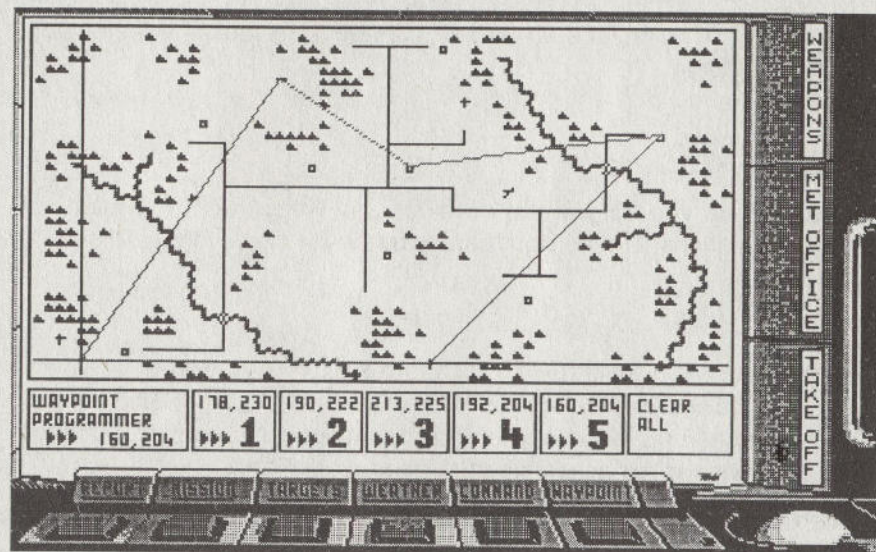 WAYPOINT
PROGRAMMER
160,204
178,230
1
190,222
2
213,225
3
192,204
4
160,204
5
CLEAR
ALL
REPORT
MISSION
TARGETS
WEATHER
COMMAND
WAYPOINT
WEAPONS
MET OFFICE
TAKE OFF